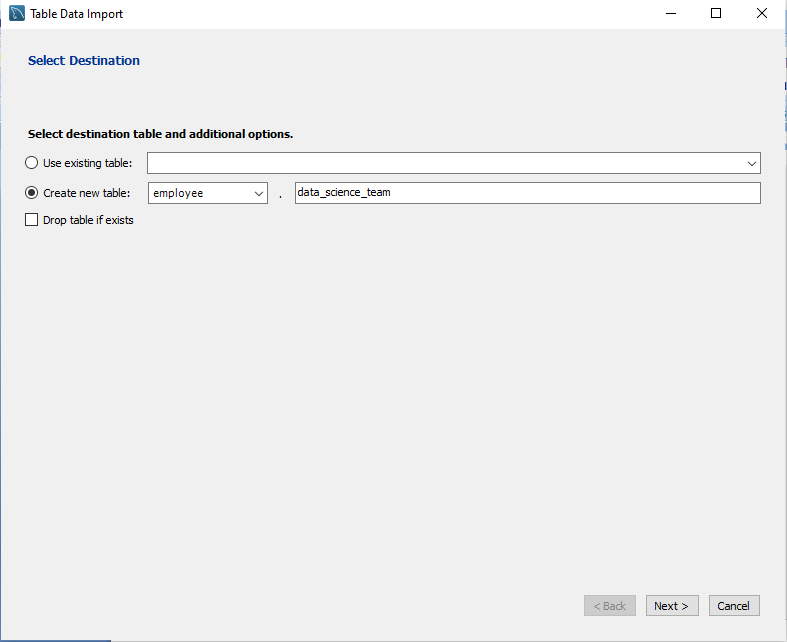 Table Data Import
Select Destination
Select destination table and additional options.
Use existing table:
Create new table: employee . data_science_team
Drop table if exists
< Back Next > Cancel